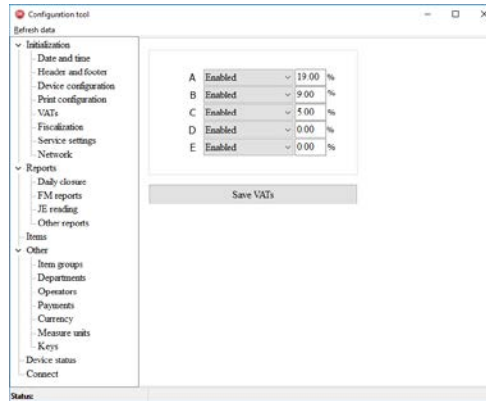 Configuration tool
Refresh data
Initialization
Date and time
Header and footer
Device configuration
Print configuration
VATs
Fiscalization
Service settings
Network
Reports
Daily closure
FM reports
JE reading
Other reports
Items
Other
Item groups
Departments
Operators
Payments
Currency
Measure units
Keys
Device status
Connect
A Enabled 19.00 %
B Enabled 9.00 %
C Enabled 5.00 %
D Enabled 0.00 %
E Enabled 0.00 %
Save VATs
Status: